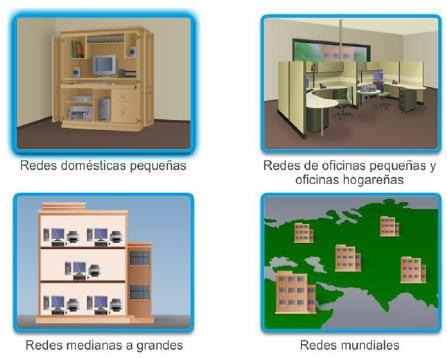 Redes domésticas pequeñas
Redes de oficinas pequeñas y
oficinas hogareñas
Redes medianas a grandes
Redes mundiales